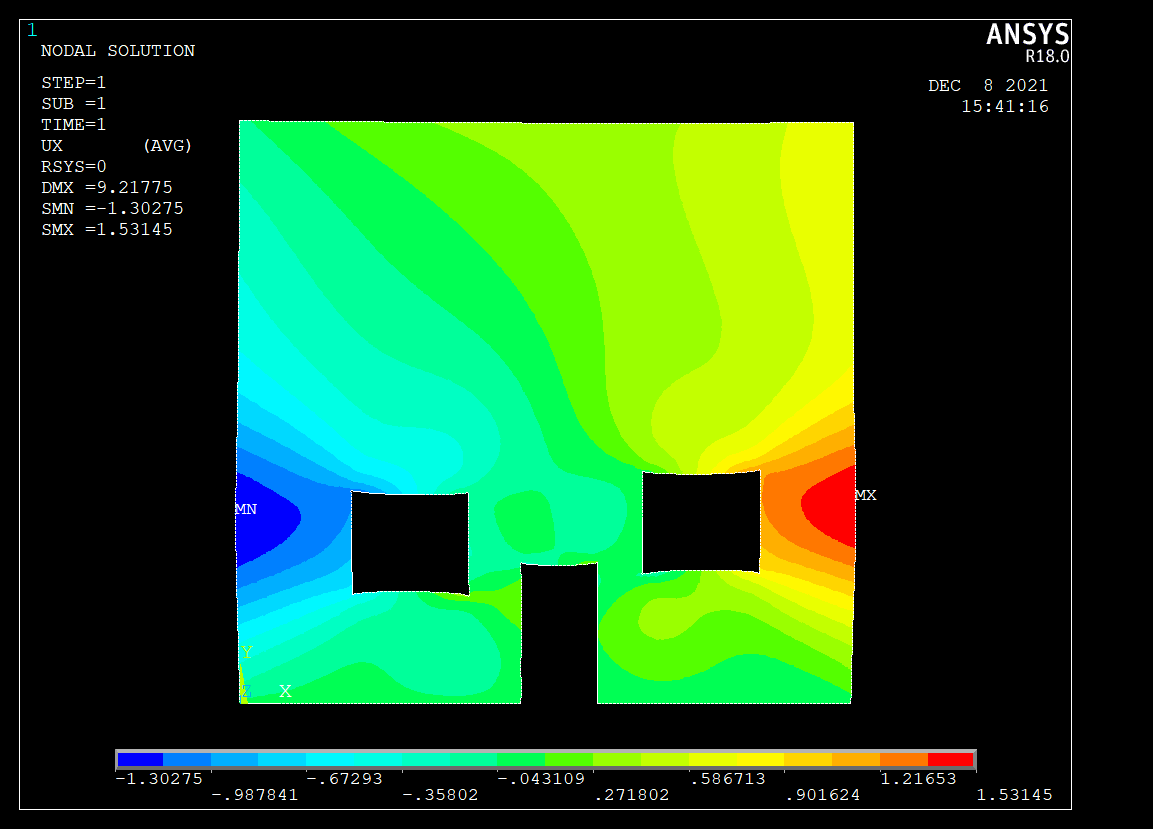 1
ANSYS
R18.0
NODAL SOLUTION
STEP=1
SUB =1
TIME=1
UX (AVG)
RSYS=0
DMX =9.21775
SMN =-1.30275
SMX =1.53145
DEC 8 2021
15:41:16
MN
MX
Y
Z X
-1.30275 -.67293 -.043109 .586713 1.21653
-.987841 -.35802 .271802 .901624 1.53145